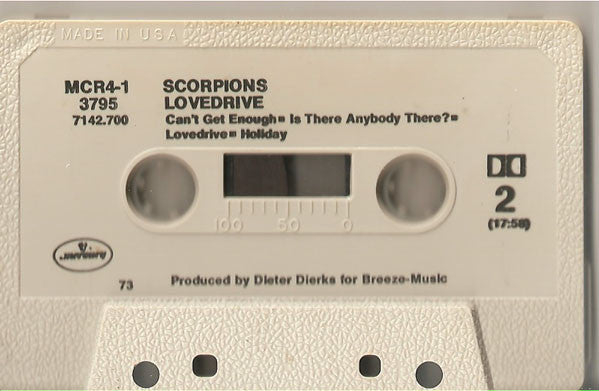 MADE IN U.S.A.
MCR4-1
3795
7142.700
SCORPIONS
LOVEDRIVE
Can't Get Enough▪ Is There Anybody There?▪
Lovedrive▪ Holiday
2
(17:58)
100 50 0
mercury
73
Produced by Dieter Dierks for Breeze-Music